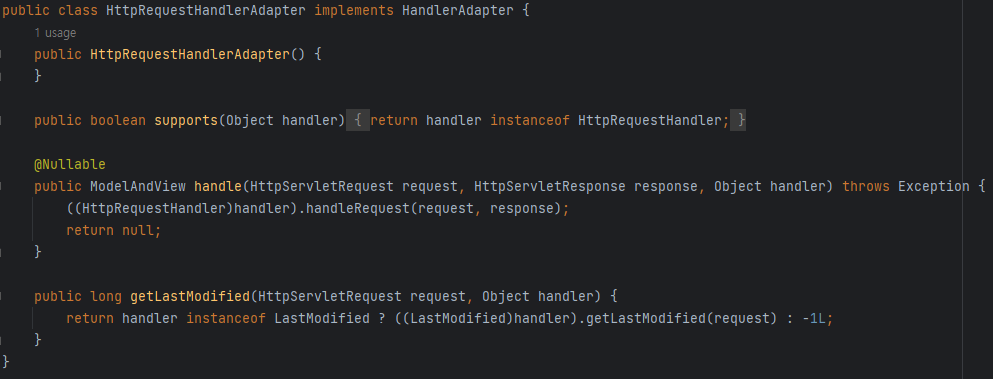 public class HttpRequestHandlerAdapter implements HandlerAdapter {
1 usage
public HttpRequestHandlerAdapter() {
}
public boolean supports(Object handler) { return handler instanceof HttpRequestHandler; }
@Nullable
public ModelAndView handle(HttpServletRequest request, HttpServletResponse response, Object handler) throws Exception {
((HttpRequestHandler)handler).handleRequest(request, response);
return null;
}
public long getLastModified(HttpServletRequest request, Object handler) {
return handler instanceof LastModified ? ((LastModified)handler).getLastModified(request) : -1L;
}
}